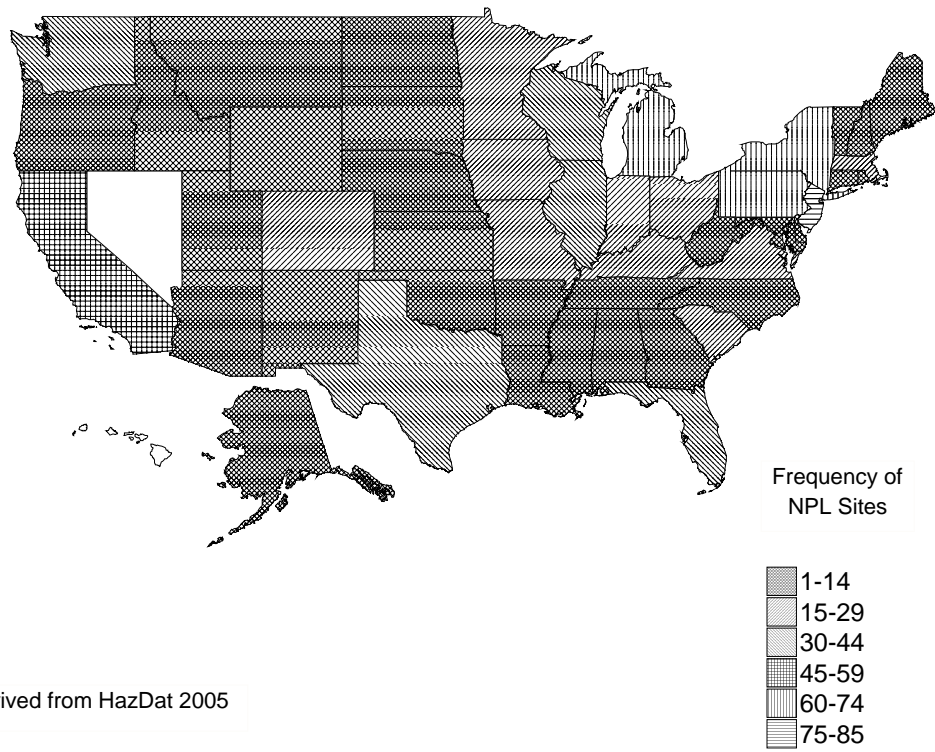 Frequency of
NPL Sites
1-14
15-29
30-44
45-59
60-74
75-85
from HazDat 2005